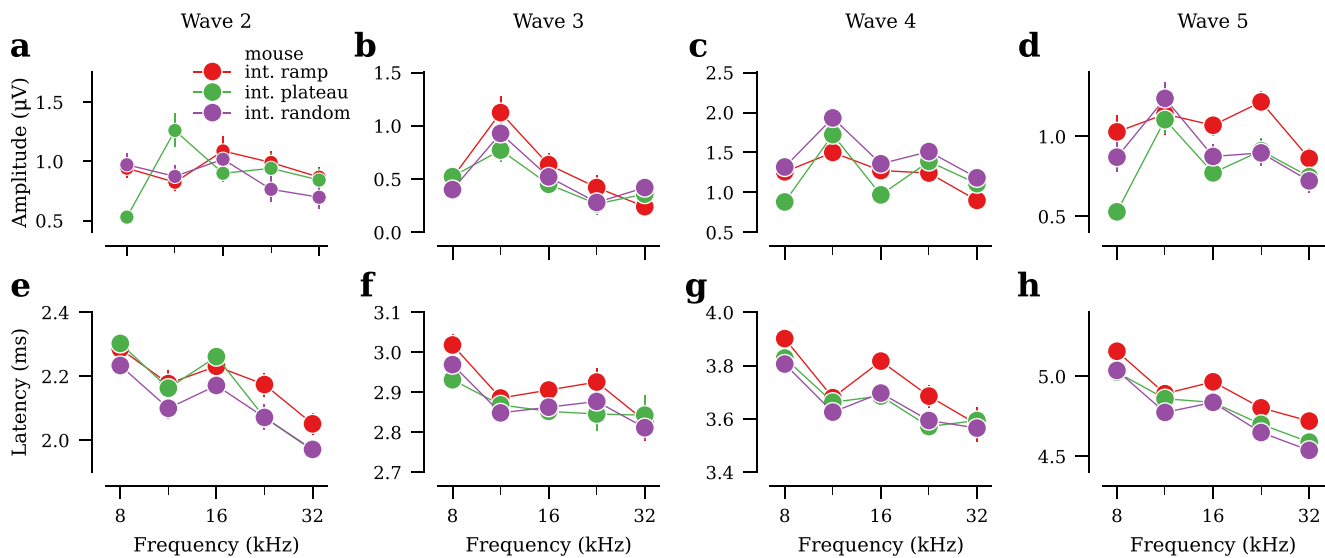 Wave 2
Wave 3
Wave 4
Wave 5
a
b
c
d
mouse
int. ramp
int. plateau
int. random
Amplitude (µV)
1.5
1.0
0.5
1.5
1.0
0.5
0.0
2.5
2.0
1.5
1.0
0.5
1.0
0.5
e
f
g
h
Latency (ms)
2.4
2.2
2.0
3.1
3.0
2.9
2.8
2.7
4.0
3.8
3.6
3.4
5.0
4.5
8 16 32
8 16 32
8 16 32
8 16 32
Frequency (kHz)
Frequency (kHz)
Frequency (kHz)
Frequency (kHz)